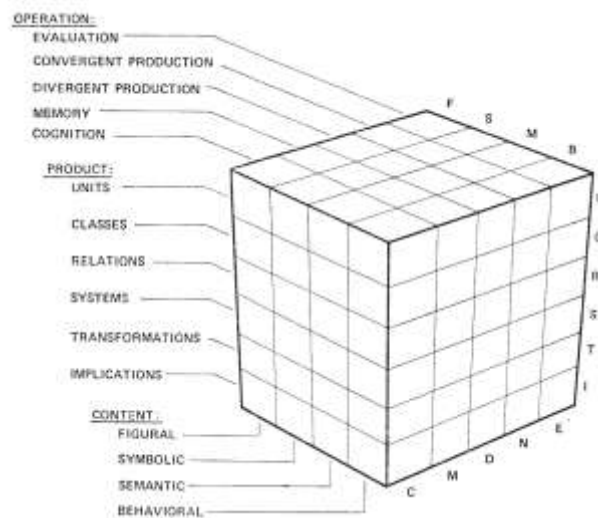 OPERATION:
EVALUATION
CONVERGENT PRODUCTION
DIVERGENT PRODUCTION
MEMORY
COGNITION
PRODUCT:
UNITS
CLASSES
RELATIONS
SYSTEMS
TRANSFORMATIONS
IMPLICATIONS
CONTENT:
FIGURAL
SYMBOLIC
SEMANTIC
BEHAVIORAL
F
S
M
B
R
S
T
I
C
M
D
N
E